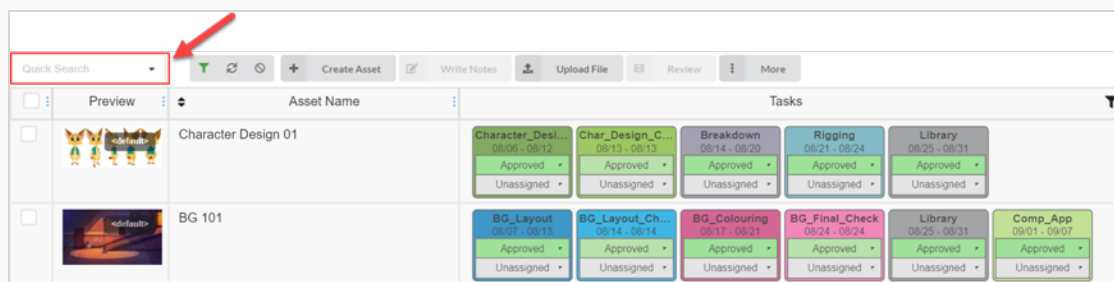 Quick Search
Create Asset
Write Notes
Upload File
Review
More
Preview
Asset Name
Tasks
<default>
Character Design 01
Character_Desi... Char_Design_C... Breakdown Rigging Library
08/06 - 08/12 08/13 - 08/13 08/14 - 08/20 08/21 - 08/24 08/25 - 08/31
Approved Approved Approved Approved Approved
Unassigned Unassigned Unassigned Unassigned Unassigned
<default>
BG 101
BG_Layout BG_Layout_Ch... BG_Colouring BG_Final_Check Library Comp_App
08/07 - 08/13 08/14 - 08/14 08/17 - 08/21 08/24 - 08/24 08/25 - 08/31 09/01 - 09/07
Approved Approved Approved Approved Approved Approved
Unassigned Unassigned Unassigned Unassigned Unassigned Unassigned